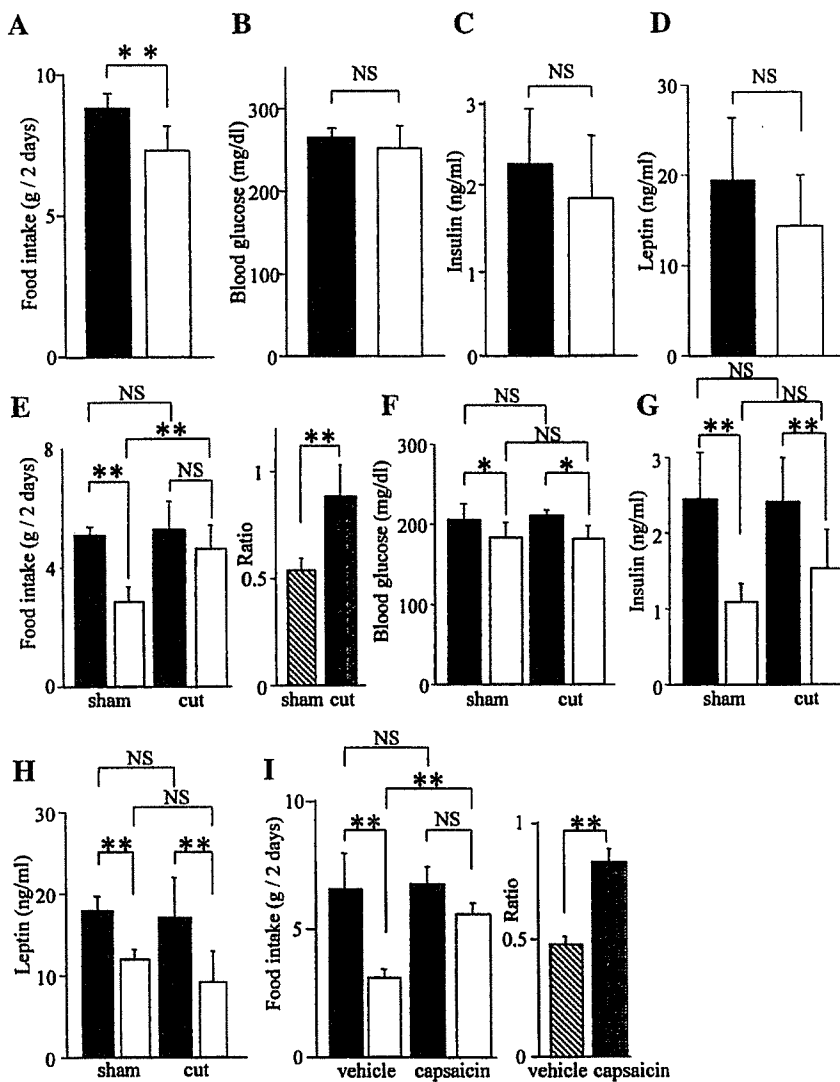 A
B
C
D
**
NS
NS
NS
Food intake (g / 2 days)
10
5
0
Blood glucose (mg/dl)
300
200
100
0
Insulin (ng/ml)
3
2
1
0
Leptin (ng/ml)
30
20
10
0
E
F
G
NS
**
**
NS
Food intake (g / 2 days)
8
4
0
sham cut
**
Ratio
1
0.5
0
sham cut
NS
NS
*
*
Blood glucose (mg/dl)
300
200
100
0
sham cut
NS
NS
**
**
Insulin (ng/ml)
3
2
1
0
sham cut
H
I
NS
NS
**
**
Leptin (ng/ml)
30
20
10
0
sham cut
NS
**
**
NS
Food intake (g / 2 days)
10
5
0
vehicle capsaicin
**
Ratio
1
0.5
0
vehicle capsaicin